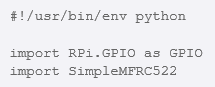 #!/usr/bin/env python

import RPi.GPIO as GPIO
import SimpleMFRC522